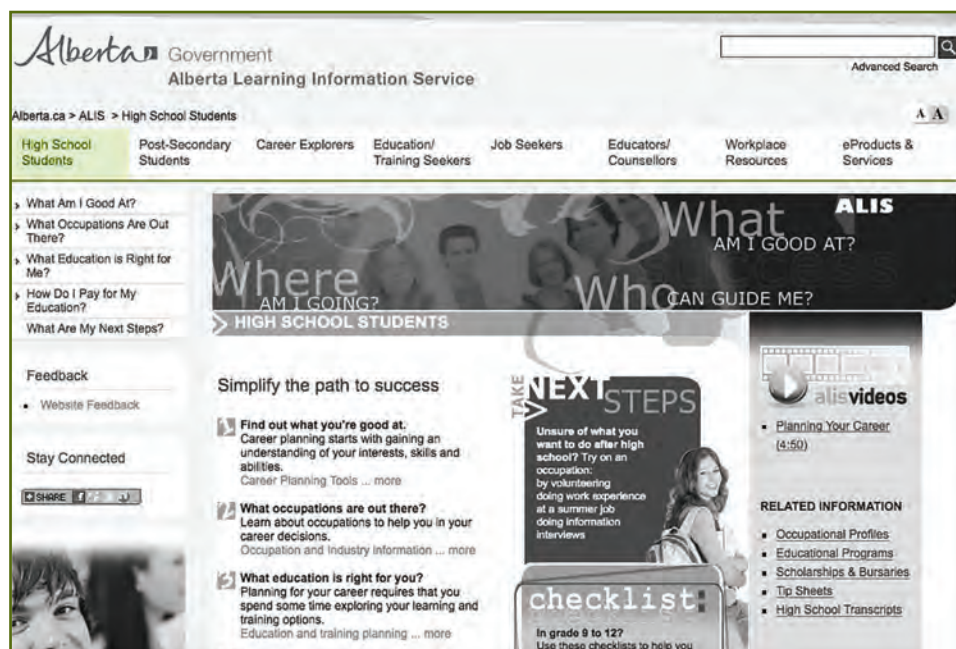 Alberta Government
Alberta Learning Information Service
Advanced Search
Alberta.ca > ALIS > High School Students
A A
High School
Students
Post-Secondary
Students
Career Explorers
Education/
Training Seekers
Job Seekers
Educators/
Counsellors
Workplace
Resources
eProducts &
Services
What Am I Good At?
What Occupations Are Out
There?
What Education is Right for
Me?
How Do I Pay for My
Education?
What Are My Next Steps?
Feedback
Website Feedback
Stay Connected
SHARE
ALIS
What
AM I GOOD AT?
Where
AM I GOING?
Who CAN GUIDE ME?
HIGH SCHOOL STUDENTS
Simplify the path to success
1 Find out what you're good at.
Career planning starts with gaining an
understanding of your interests, skills and
abilities.
Career Planning Tools ... more
2 What occupations are out there?
Learn about occupations to help you in your
career decisions.
Occupation and Industry Information ... more
3 What education is right for you?
Planning for your career requires that you
spend some time exploring your learning and
training options.
Education and training planning ... more
TAKE
NEXT
STEPS
Unsure of what you
want to do after high
school? Try on an
occupation:
by volunteering
doing work experience
at a summer job
doing information
interviews
checklist:
In grade 9 to 12?
Use these checklists to help you
alisvideos
Planning Your Career
(4:50)
RELATED INFORMATION
Occupational Profiles
Educational Programs
Scholarships & Bursaries
Tip Sheets
High School Transcripts